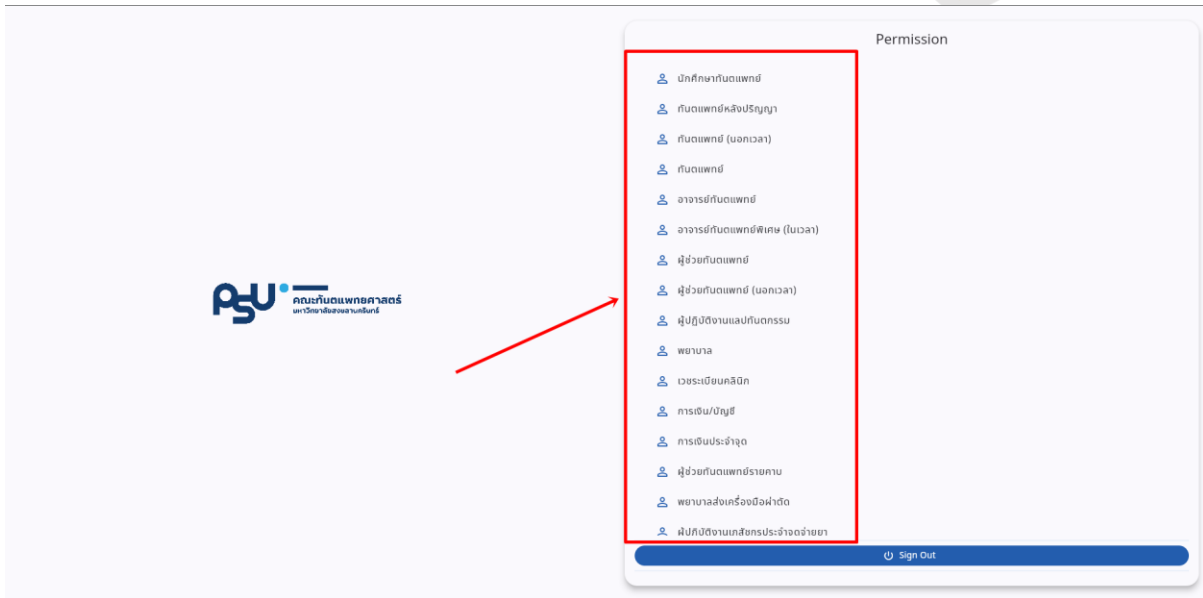 Permission
นักศึกษาทันตแพทย์
ทันตแพทย์หลังปริญญา
ทันตแพทย์ (นอกเวลา)
ทันตแพทย์
อาจารย์ทันตแพทย์
อาจารย์ทันตแพทย์พิเศษ (ในเวลา)
ผู้ช่วยทันตแพทย์
ผู้ช่วยทันตแพทย์ (นอกเวลา)
ผู้ปฏิบัติงานแลปทันตกรรม
พยาบาล
เวชระเบียนคลินิก
การเงิน/บัญชี
การเงินประจำจุด
ผู้ช่วยทันตแพทย์รายคาบ
พยาบาลส่งเครื่องมือผ่าตัด
ผู้ปฏิบัติงานเภสัชกรประจำจุดจ่ายยา
Sign Out
PSU
คณะทันตแพทยศาสตร์
มหาวิทยาลัยสงขลานครินทร์